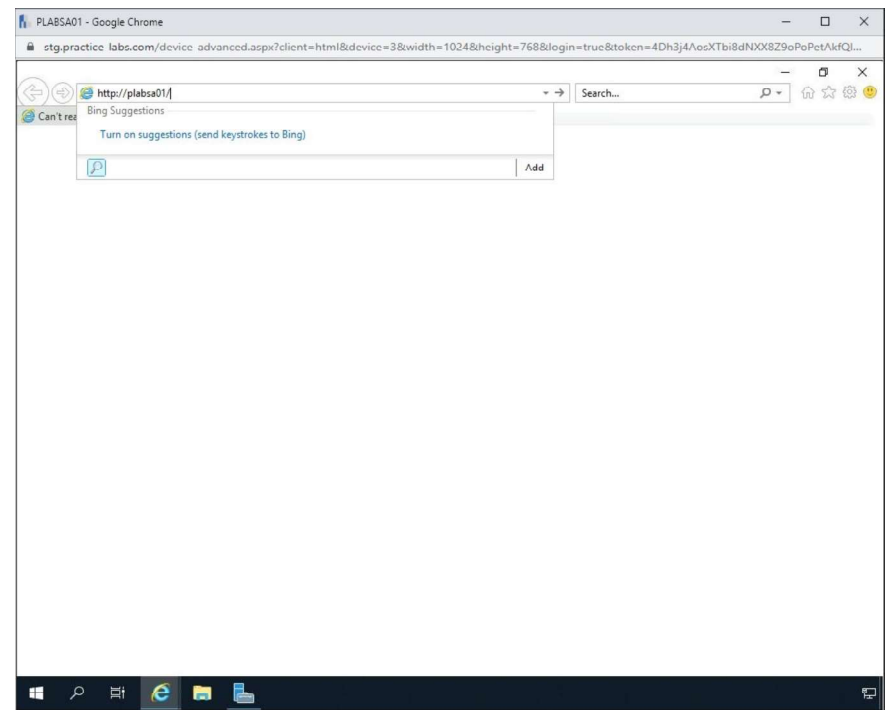 PLABSA01 - Google Chrome
stg.practice-labs.com/device-advanced.aspx?client=html&device=3&width=1024&height=768&login=true&token=4Dh3j4AosXTbi8dNXX8Z9oPoPetAkfQl...
http://plabsa01/
Search...
Can't rea
Bing Suggestions
Turn on suggestions (send keystrokes to Bing)
Add